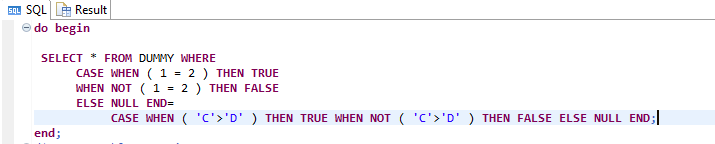 SQL Result
do begin
SELECT * FROM DUMMY WHERE
CASE WHEN ( 1 = 2 ) THEN TRUE
WHEN NOT ( 1 = 2 ) THEN FALSE
ELSE NULL END=
CASE WHEN ( 'C'>'D' ) THEN TRUE WHEN NOT ( 'C'>'D' ) THEN FALSE ELSE NULL END;
end;